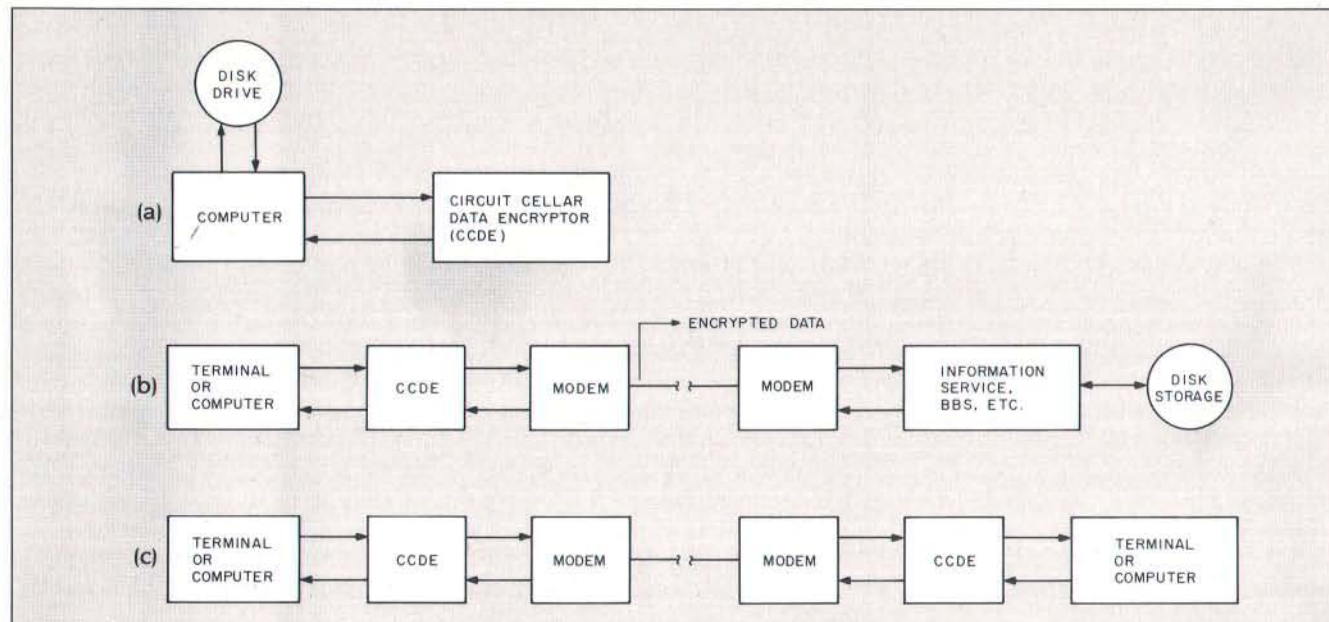 DISK
DRIVE
(a)
COMPUTER
CIRCUIT CELLAR
DATA ENCRYPTOR
(CCDE)
ENCRYPTED DATA
(b)
TERMINAL
OR
COMPUTER
CCDE
MODEM
MODEM
INFORMATION
SERVICE,
BBS, ETC.
DISK
STORAGE
(c)
TERMINAL
OR
COMPUTER
CCDE
MODEM
MODEM
CCDE
TERMINAL
OR
COMPUTER